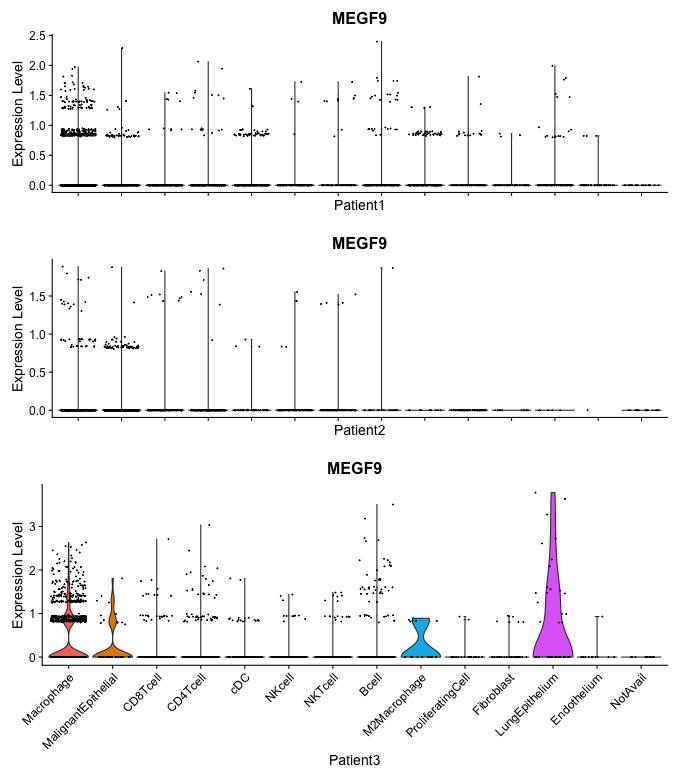 MEGF9
Expression Level
2.5
2.0
1.5
1.0
0.5
0.0
Patient1
MEGF9
Expression Level
1.5
1.0
0.5
0.0
Patient2
MEGF9
Expression Level
3
2
1
0
Macrophage
MalignantEpithelial
CD8Tcell
CD4Tcell
cDC
NKcell
NKTcell
Bcell
M2Macrophage
ProliferatingCell
Fibroblast
LungEpithelium
Endothelium
NotAvail
Patient3